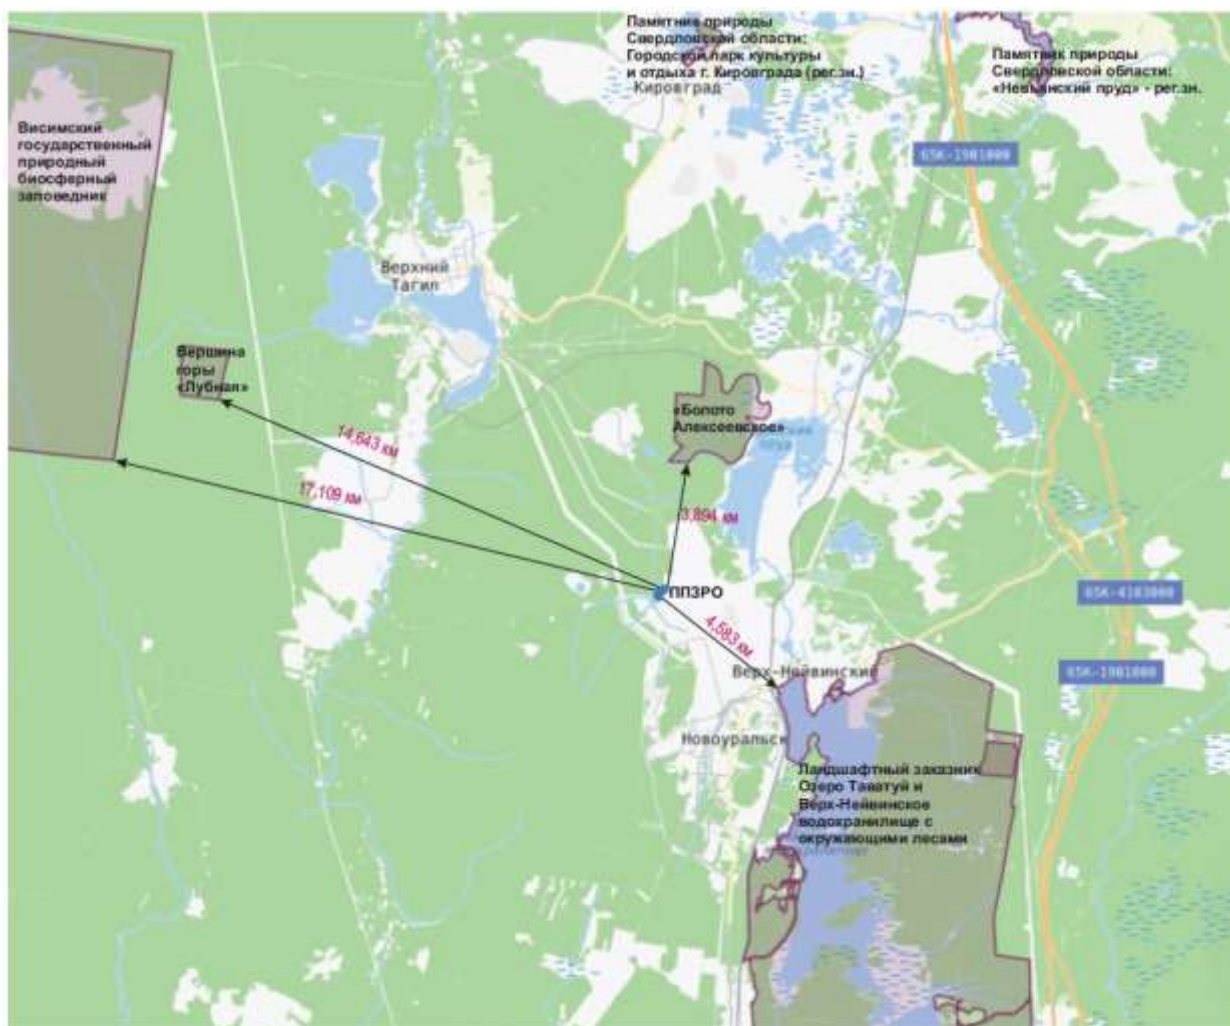 Памятник природы
Свердловской области:
Городской парк культуры
и отдыха г. Кировграда (рег.зн.)
Кировград
Памятник природы
Свердловской области:
«Невьянский пруд» - рег.зн.
65К-1901000
Висимский
государственный
природный
биосферный
заповедник
Верхний
Тагил
Вершина
горы
«Лубная»
«Болото
Алексеевское»
14,643 км
17,109 км
3,894 км
ППЗРО
4,583 км
65К-4103000
65К-1901000
Верх-Нейвинский
Новоуральск
Ландшафтный заказник
Озеро Таватуй и
Верх-Нейвинское
водохранилище с
окружающими лесами